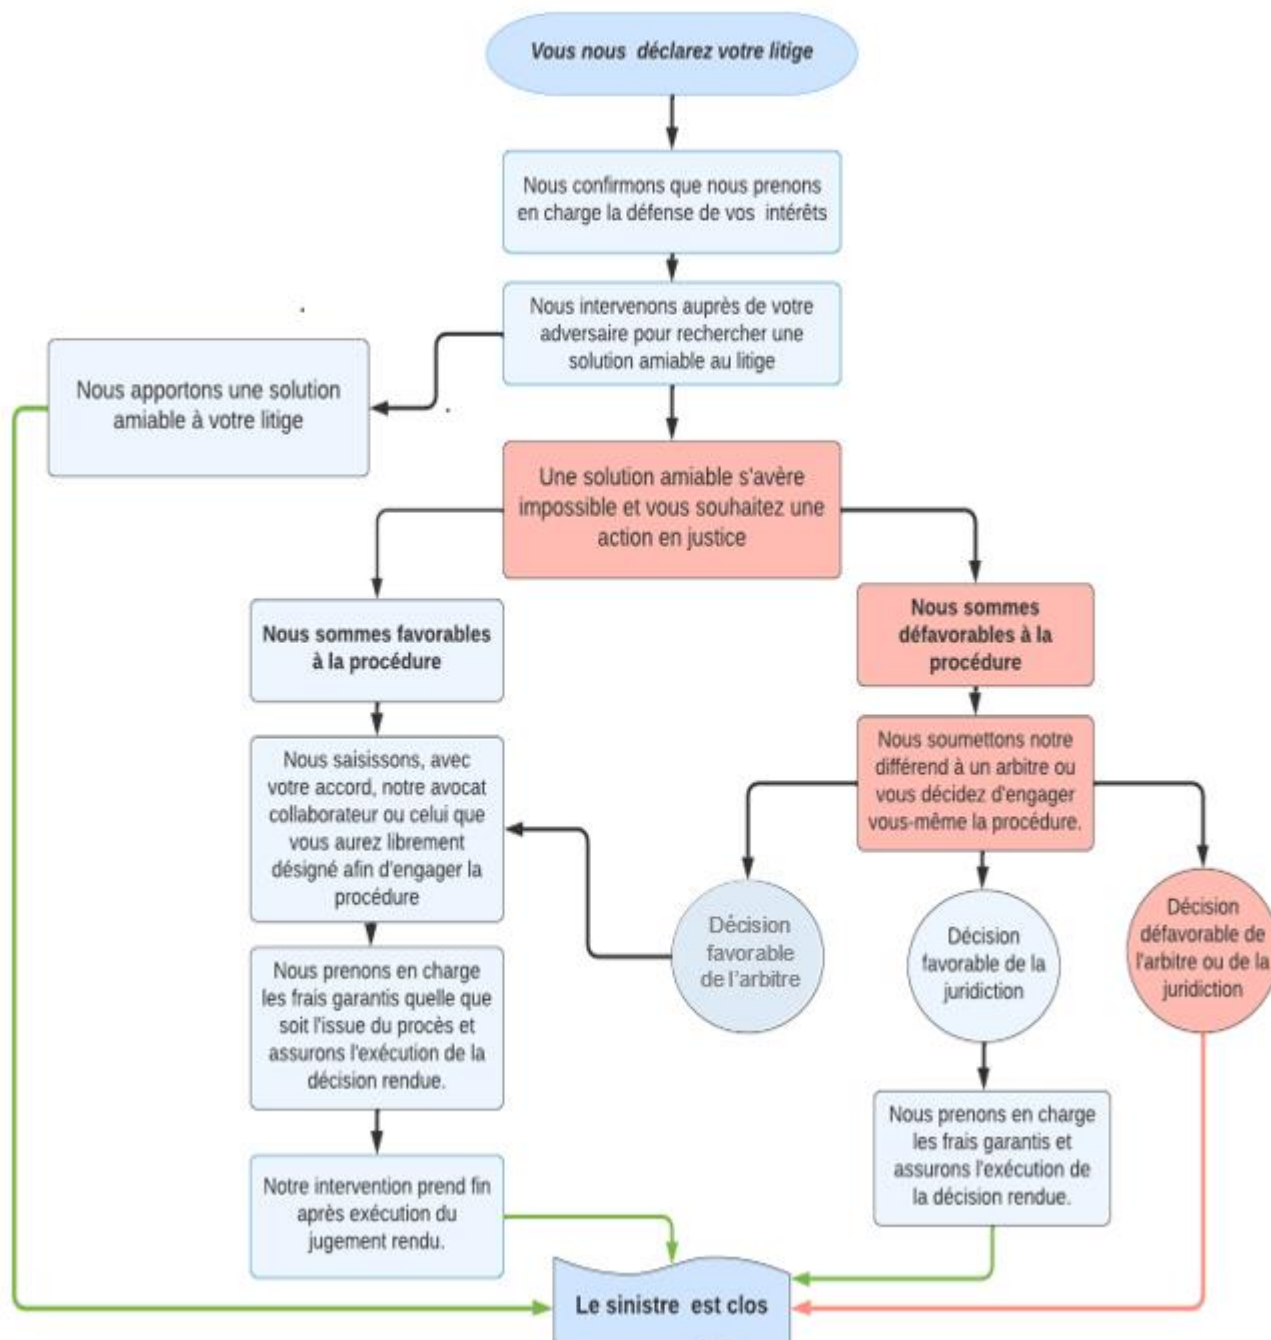 Vous nous déclarez votre litige
Nous confirmons que nous prenons
en charge la défense de vos intérêts
Nous intervenons auprès de votre
adversaire pour rechercher une
solution amiable au litige
Nous apportons une solution
amiable à votre litige
Une solution amiable s'avère
impossible et vous souhaitez une
action en justice
Nous sommes favorables
à la procédure
Nous sommes
défavorables à la
procédure
Nous saisissons, avec
votre accord, notre avocat
collaborateur ou celui que
vous aurez librement
désigné afin d'engager la
procédure
Nous soumettons notre
différend à un arbitre ou
vous décidez d'engager
vous-même la procédure.
Décision
favorable
de l'arbitre
Décision
favorable de la
juridiction
Décision
défavorable de
l'arbitre ou de la
juridiction
Nous prenons en charge
les frais garantis quelle que
soit l'issue du procès et
assurons l'exécution de la
décision rendue.
Nous prenons en charge
les frais garantis et
assurons l'exécution de
la décision rendue.
Notre intervention prend fin
après exécution du
jugement rendu.
Le sinistre est clos